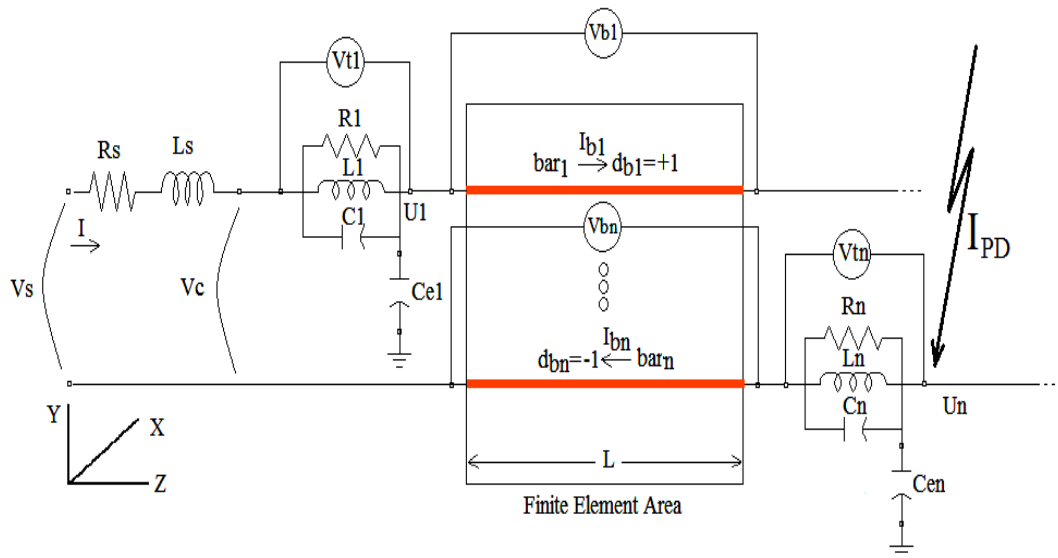 Vb1
Vt1
R1
Rs
Ls
L1
bar1 Ib1 db1=+1
C1
U1
I
Vbn
IPD
Vs
Vc
Ce1
Vtn
Rn
Ibn
dbn=-1 barn
Ln
Cn
Un
Y
X
Z
L
Cen
Finite Element Area